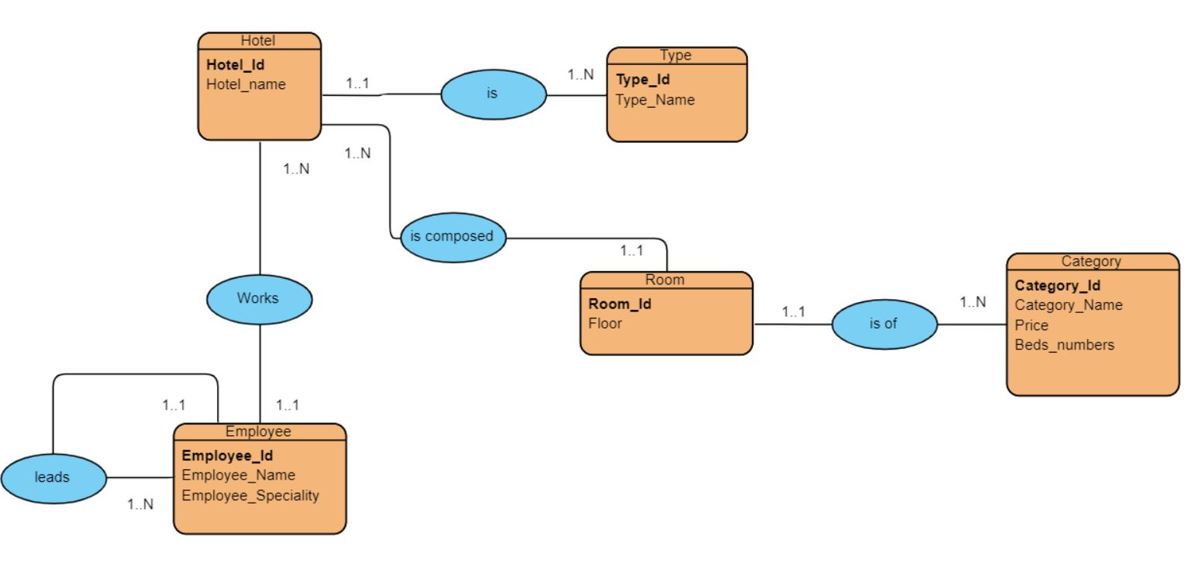 Hotel
Hotel_Id
Hotel_name
1..1
is
1..N
Type
Type_Id
Type_Name
1..N
1..N
is composed
1..1
Room
Room_Id
Floor
1..1
is of
1..N
Category
Category_Id
Category_Name
Price
Beds_numbers
Works
1..1
1..1
leads
1..N
Employee
Employee_Id
Employee_Name
Employee_Speciality